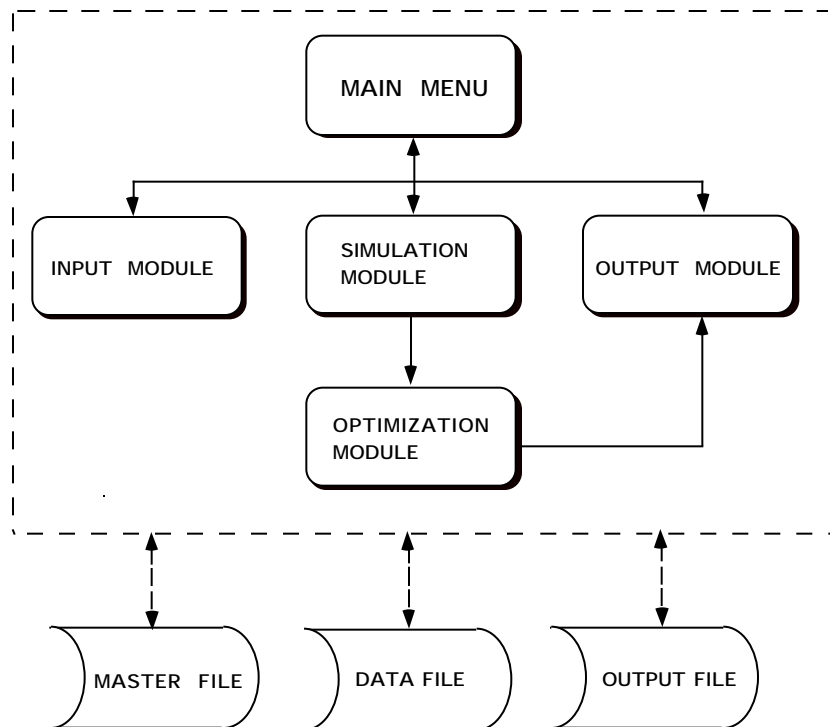 MAIN MENU
INPUT MODULE
SIMULATION
MODULE
OUTPUT MODULE
OPTIMIZATION
MODULE
MASTER FILE
DATA FILE
OUTPUT FILE